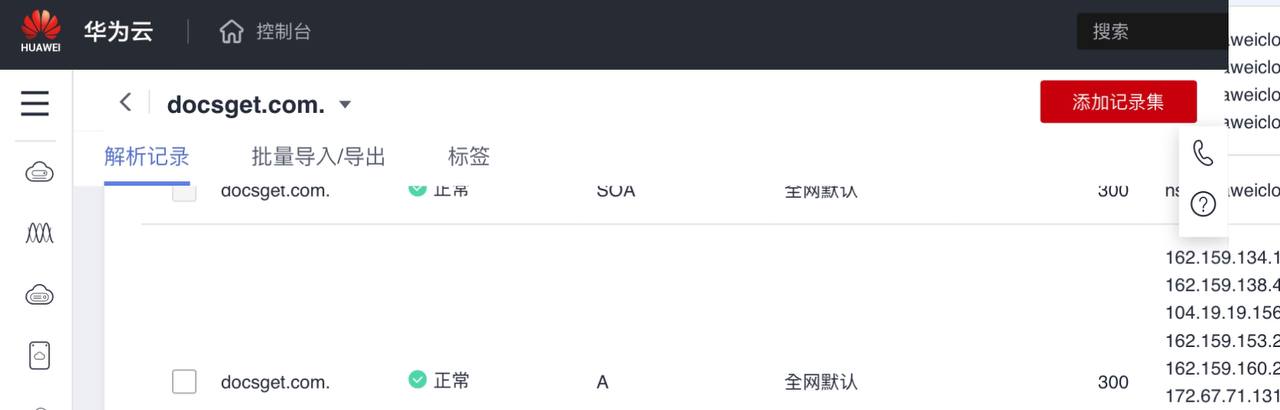 HUAWEI
华为云
控制台
搜索
aweiclo
aweiclo
aweiclo
aweiclo
docsget.com.
添加记录集
解析记录 批量导入/导出 标签
docsget.com. 正常 SOA 全网默认 300 ns aweiclo
162.159.134.1
162.159.138.4
104.19.19.156
162.159.153.2
162.159.160.2
172.67.71.131
docsget.com. 正常 A 全网默认 300